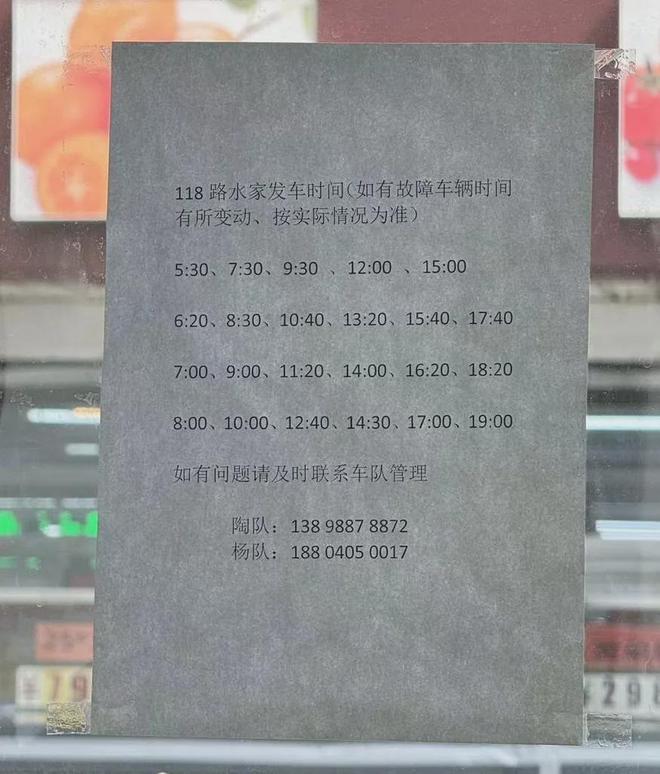 118 路水家发车时间(如有故障车辆时间
有所变动、按实际情况为准)
5:30、7:30、9:30 、12:00 、15:00
6:20、8:30、10:40、13:20、15:40、17:40
7:00、9:00、11:20、14:00、16:20、18:20
8:00、10:00、12:40、14:30、17:00、19:00
如有问题请及时联系车队管理
陶队：138 9887 8872
杨队：188 0405 0017
¥79
298